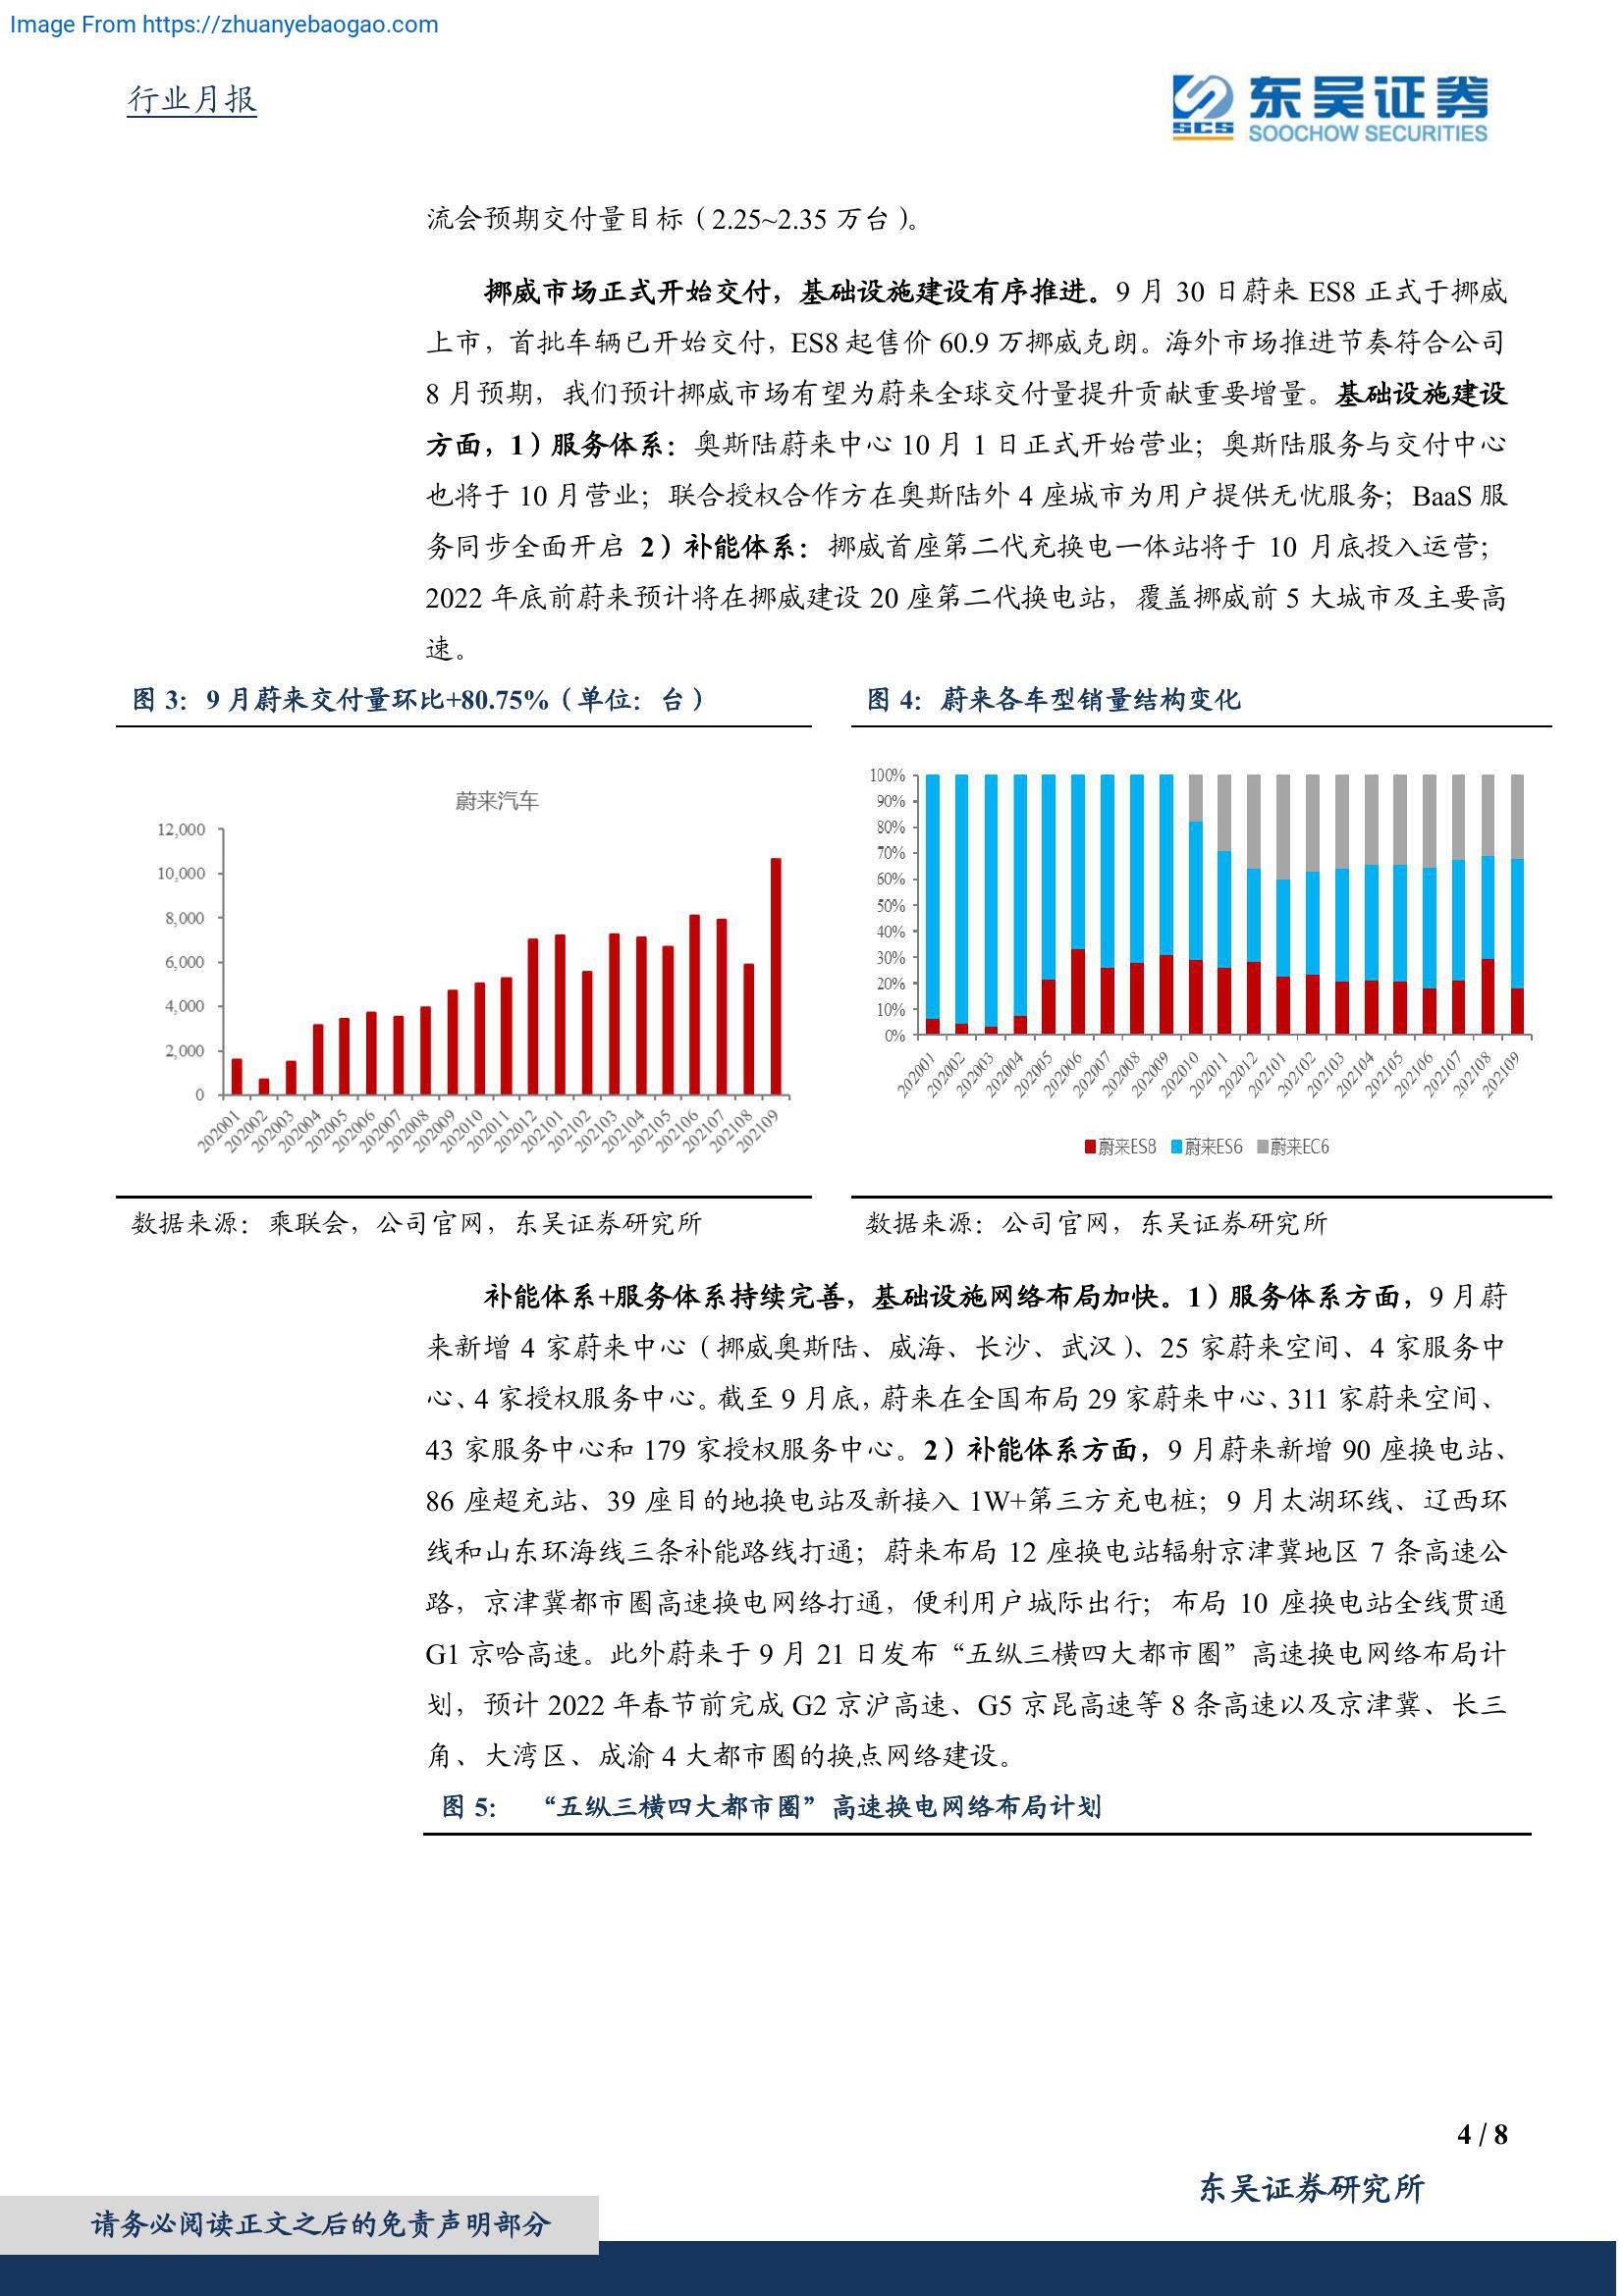 Image From https://zhuanyebaogao.com
行业月报
东吴证券
SCS
SOOCHOW SECURITIES
流会预期交付量目标（2.25~2.35 万台）。
挪威市场正式开始交付，基础设施建设有序推进。9 月 30 日蔚来 ES8 正式于挪威
上市，首批车辆已开始交付，ES8 起售价 60.9 万挪威克朗。海外市场推进节奏符合公司
8 月预期，我们预计挪威市场有望为蔚来全球交付量提升贡献重要增量。基础设施建设
方面，1）服务体系：奥斯陆蔚来中心 10 月 1 日正式开始营业；奥斯陆服务与交付中心
也将于 10 月营业；联合授权合作方在奥斯陆外 4 座城市为用户提供无忧服务；BaaS 服
务同步全面开启 2）补能体系：挪威首座第二代充换电一体站将于 10 月底投入运营；
2022 年底前蔚来预计将在挪威建设 20 座第二代换电站，覆盖挪威前 5 大城市及主要高
速。
图 3：9 月蔚来交付量环比+80.75%（单位：台）
蔚来汽车
12,000
10,000
8,000
6,000
4,000
2,000
0
202001 202002 202003 202004 202005 202006 202007 202008 202009 202010 202011 202012 202101 202102 202103 202104 202105 202106 202107 202108 202109
数据来源：乘联会，公司官网，东吴证券研究所
图 4：蔚来各车型销量结构变化
100%
90%
80%
70%
60%
50%
40%
30%
20%
10%
0%
202001 202002 202003 202004 202005 202006 202007 202008 202009 202010 202011 202012 202101 202102 202103 202104 202105 202106 202107 202108 202109
蔚来ES8 蔚来ES6 蔚来EC6
数据来源：公司官网，东吴证券研究所
补能体系+服务体系持续完善，基础设施网络布局加快。1）服务体系方面，9 月蔚
来新增 4 家蔚来中心（挪威奥斯陆、威海、长沙、武汉）、25 家蔚来空间、4 家服务中
心、4 家授权服务中心。截至 9 月底，蔚来在全国布局 29 家蔚来中心、311 家蔚来空间、
43 家服务中心和 179 家授权服务中心。2）补能体系方面，9 月蔚来新增 90 座换电站、
86 座超充站、39 座目的地换电站及新接入 1W+第三方充电桩；9 月太湖环线、辽西环
线和山东环海线三条补能路线打通；蔚来布局 12 座换电站辐射京津冀地区 7 条高速公
路，京津冀都市圈高速换电网络打通，便利用户城际出行；布局 10 座换电站全线贯通
G1 京哈高速。此外蔚来于 9 月 21 日发布“五纵三横四大都市圈”高速换电网络布局计
划，预计 2022 年春节前完成 G2 京沪高速、G5 京昆高速等 8 条高速以及京津冀、长三
角、大湾区、成渝 4 大都市圈的换点网络建设。
图 5： “五纵三横四大都市圈”高速换电网络布局计划
4 / 8
东吴证券研究所
请务必阅读正文之后的免责声明部分